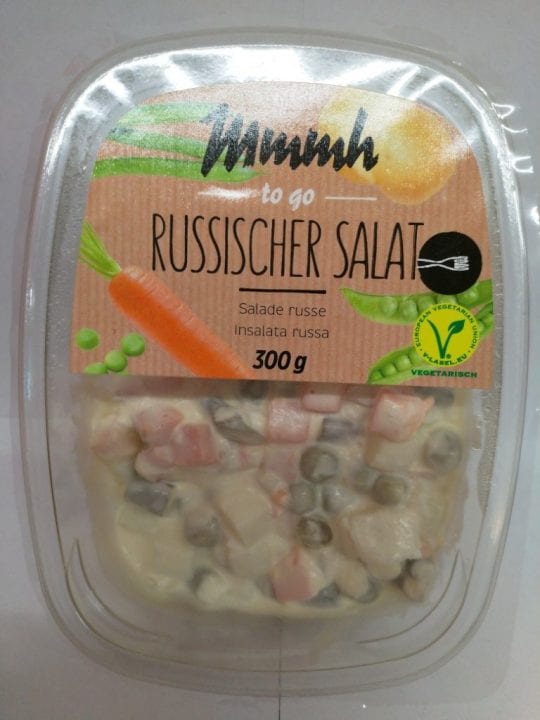 Mmmh
to go
RUSSISCHER SALAT
Salade russe
Insalata russa
300 g
EUROPEAN VEGETARIAN UNION
V-LABEL.EU
VEGETARISCH